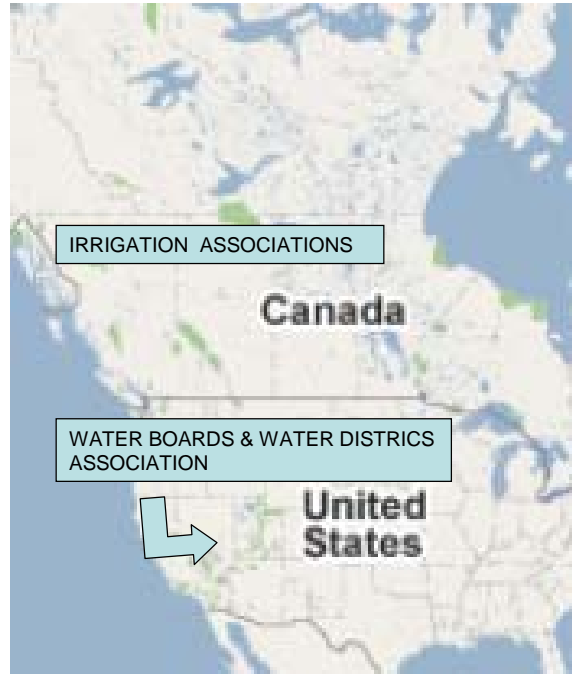 IRRIGATION ASSOCIATIONS
Canada
WATER BOARDS & WATER DISTRICS
ASSOCIATION
United
States